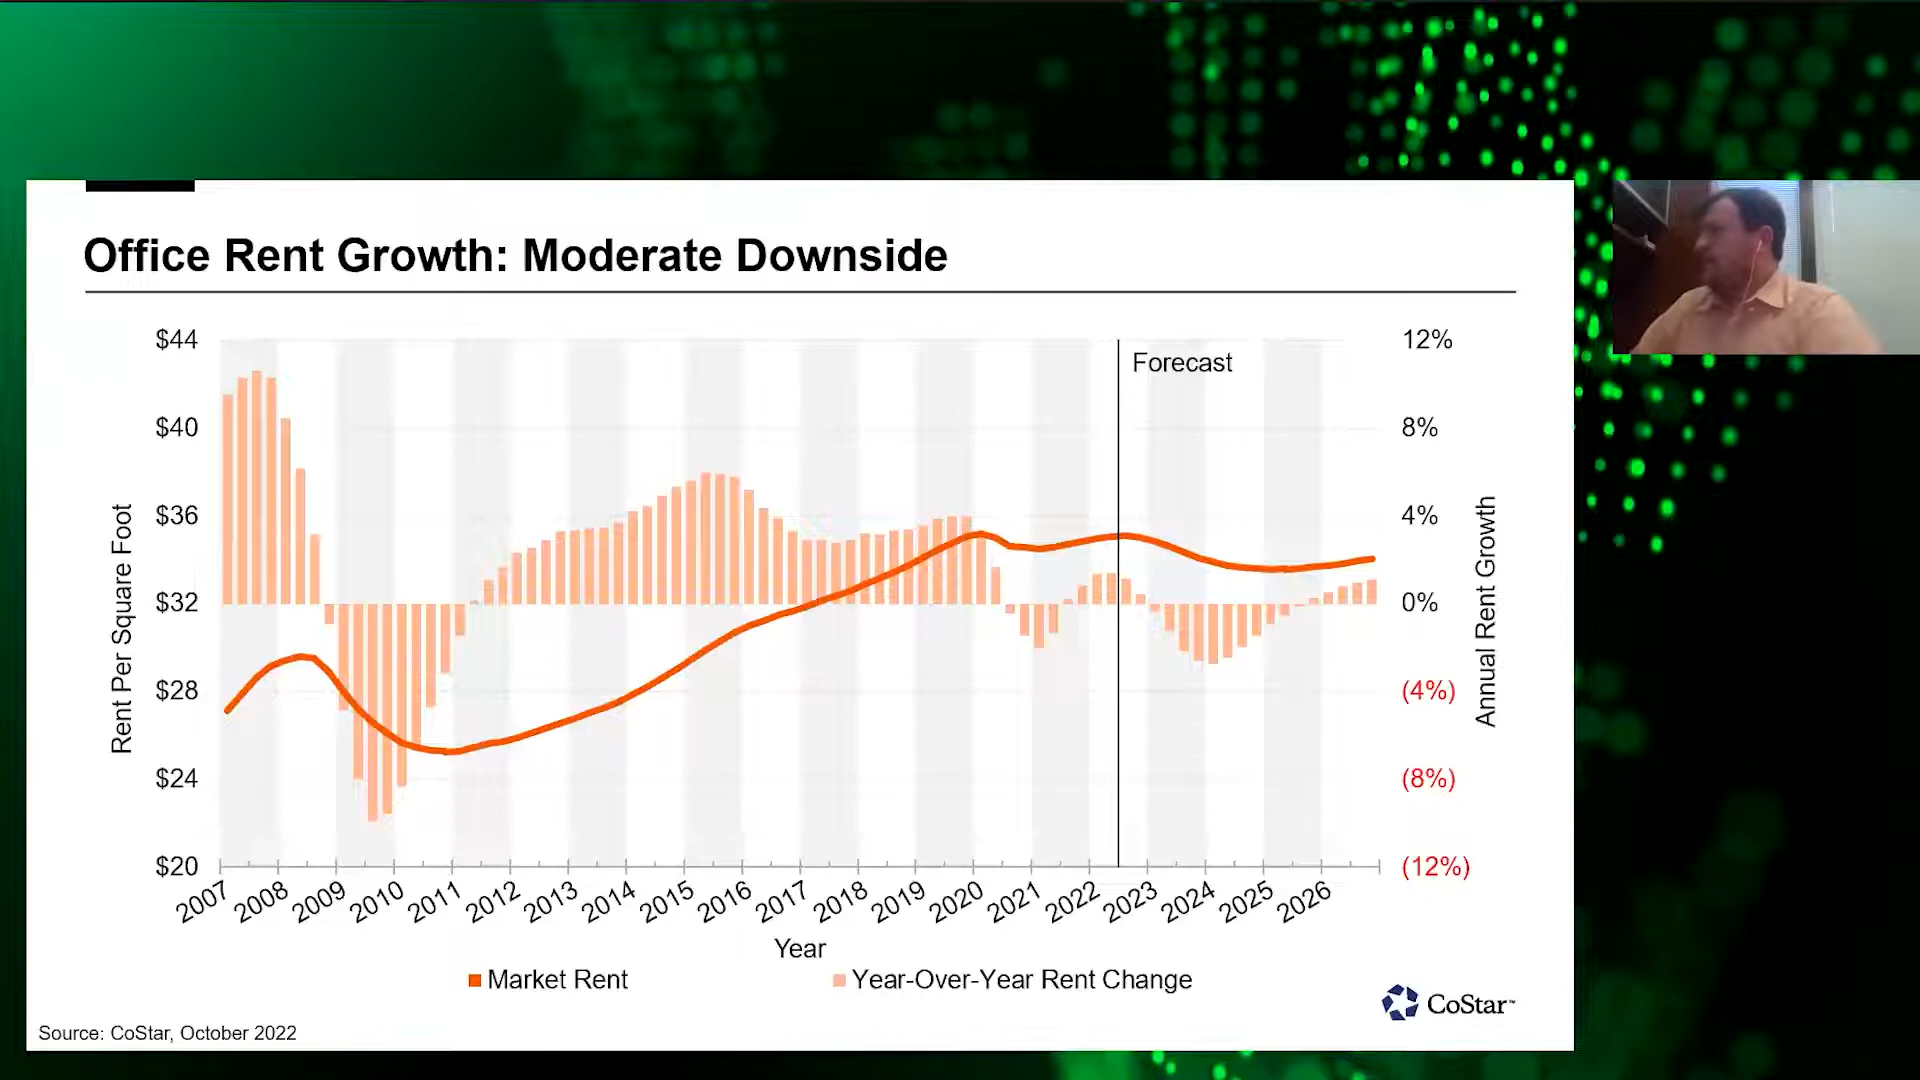 Office Rent Growth: Moderate Downside
$44
$40
$36
$32
$28
$24
$20
Rent Per Square Foot
Forecast
12%
8%
4%
0%
(4%)
(8%)
(12%)
Annual Rent Growth
2007 2008 2009 2010 2011 2012 2013 2014 2015 2016 2017 2018 2019 2020 2021 2022 2023 2024 2025 2026
Year
Market Rent
Year-Over-Year Rent Change
CoStar™
Source: CoStar, October 2022